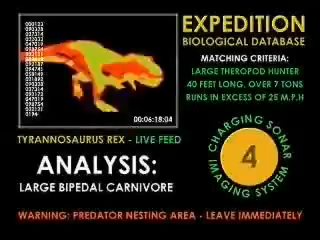 EXPEDITION
BIOLOGICAL DATABASE
MATCHING CRITERIA:
LARGE THEROPOD HUNTER
40 FEET LONG, OVER 7 TONS
RUNS IN EXCESS OF 25 M.P.H
00:06:18:04
TYRANNOSAURUS REX - LIVE FEED
ANALYSIS:
LARGE BIPEDAL CARNIVORE
CHARGING SONAR
4
IMAGING SYSTEM
WARNING: PREDATOR NESTING AREA - LEAVE IMMEDIATELY